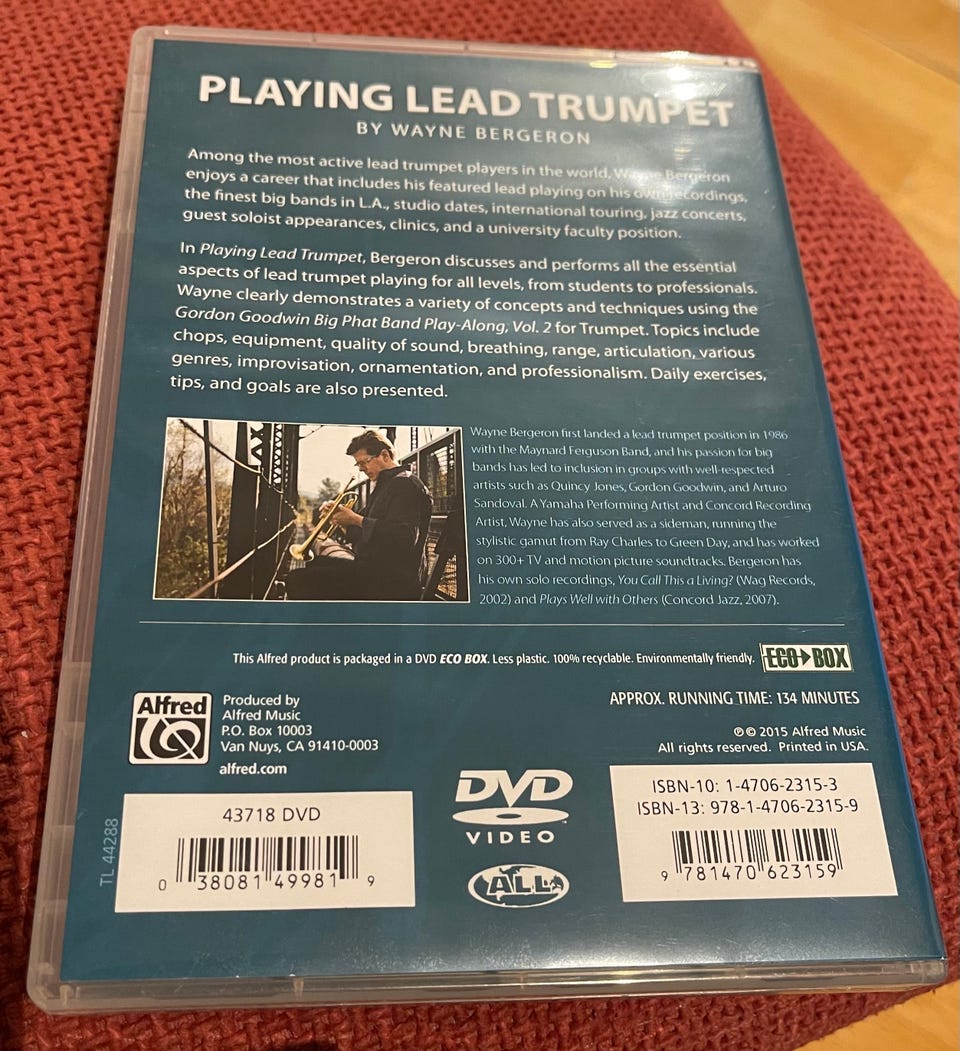 PLAYING LEAD TRUMPET
BY WAYNE BERGERON
Among the most active lead trumpet players in the world, Wayne Bergeron
enjoys a career that includes his featured lead playing on his own recordings,
the finest big bands in L.A., studio dates, international touring, jazz concerts,
guest soloist appearances, clinics, and a university faculty position.
In Playing Lead Trumpet, Bergeron discusses and performs all the essential
aspects of lead trumpet playing for all levels, from students to professionals.
Wayne clearly demonstrates a variety of concepts and techniques using the
Gordon Goodwin Big Phat Band Play-Along, Vol. 2 for Trumpet. Topics include
chops, equipment, quality of sound, breathing, range, articulation, various
genres, improvisation, ornamentation, and professionalism. Daily exercises,
tips, and goals are also presented.
Wayne Bergeron first landed a lead trumpet position in 1986
with the Maynard Ferguson Band, and his passion for big
bands has led to inclusion in groups with well-respected
artists such as Quincy Jones, Gordon Goodwin, and Arturo
Sandoval. A Yamaha Performing Artist and Concord Recording
Artist, Wayne has also served as a sideman, running the
stylistic gamut from Ray Charles to Green Day, and has worked
on 300+ TV and motion picture soundtracks. Bergeron has
his own solo recordings, You Call This a Living? (Wag Records,
2002) and Plays Well with Others (Concord Jazz, 2007).
This Alfred product is packaged in a DVD ECO BOX. Less plastic. 100% recyclable. Environmentally friendly.
ECO BOX
APPROX. RUNNING TIME: 134 MINUTES
Alfred
Produced by
Alfred Music
P.O. Box 10003
Van Nuys, CA 91410-0003
alfred.com
℗ © 2015 Alfred Music
All rights reserved. Printed in USA.
TL 44288
43718 DVD
0 38081 49981 9
DVD
VIDEO
ALL
ISBN-10: 1-4706-2315-3
ISBN-13: 978-1-4706-2315-9
9 781470 623159